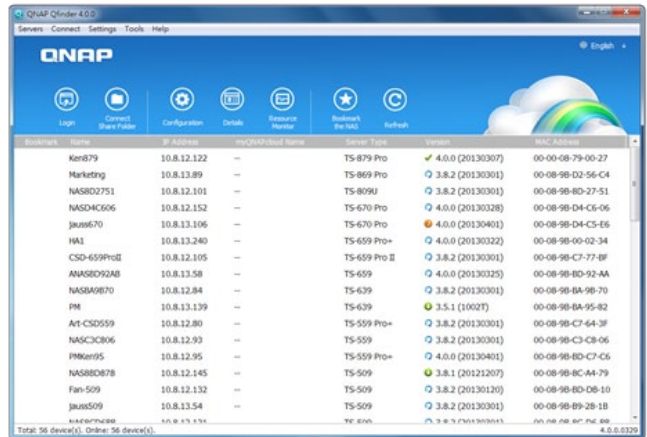 QNAP Qfinder 4.0.0
Servers Connect Settings Tools Help
QNAP
English
Login Connect Share Folder Configuration Details Resource Monitor Bookmark the NAS Refresh
Bookmark Name IP Address myQNAPcloud Name Server Type Version MAC Address
Ken879 10.8.12.122 -- TS-879 Pro 4.0.0 (20130307) 00-00-08-79-00-27
Marketing 10.8.13.89 -- TS-869 Pro 3.8.2 (20130301) 00-08-9B-D2-56-C4
NAS8D2751 10.8.12.101 -- TS-809U 3.8.2 (20130301) 00-08-9B-8D-27-51
NASD4C606 10.8.12.152 -- TS-670 Pro 4.0.0 (20130328) 00-08-9B-D4-C6-06
jauss670 10.8.13.106 -- TS-670 Pro 4.0.0 (20130401) 00-08-9B-D4-C5-E6
HA1 10.8.13.240 -- TS-659 Pro+ 4.0.0 (20130322) 00-08-9B-00-02-34
CSD-659ProII 10.8.12.105 -- TS-659 Pro II 3.8.2 (20130301) 00-08-9B-C7-77-BF
ANASBD92AB 10.8.13.58 -- TS-659 4.0.0 (20130325) 00-08-9B-BD-92-AA
NASBA9B70 10.8.12.84 -- TS-639 3.8.2 (20130301) 00-08-9B-BA-9B-70
PM 10.8.13.139 -- TS-639 3.5.1 (1002T) 00-08-9B-BA-95-82
Art-CSD559 10.8.12.80 -- TS-559 Pro+ 3.8.2 (20130301) 00-08-9B-C7-64-3F
NASC3C806 10.8.12.93 -- TS-559 3.8.2 (20130301) 00-08-9B-C3-C8-06
PMKen95 10.8.12.95 -- TS-559 Pro+ 4.0.0 (20130401) 00-08-9B-BD-C7-C6
NAS8BD878 10.8.12.145 -- TS-509 3.8.1 (20121207) 00-08-9B-8C-A4-79
Fan-509 10.8.12.132 -- TS-509 3.8.2 (20130120) 00-08-9B-BD-DB-10
jauss509 10.8.13.54 -- TS-509 3.8.2 (20130301) 00-08-9B-B9-28-1B
Total: 56 device(s). Online: 56 device(s). 4.0.0.0329